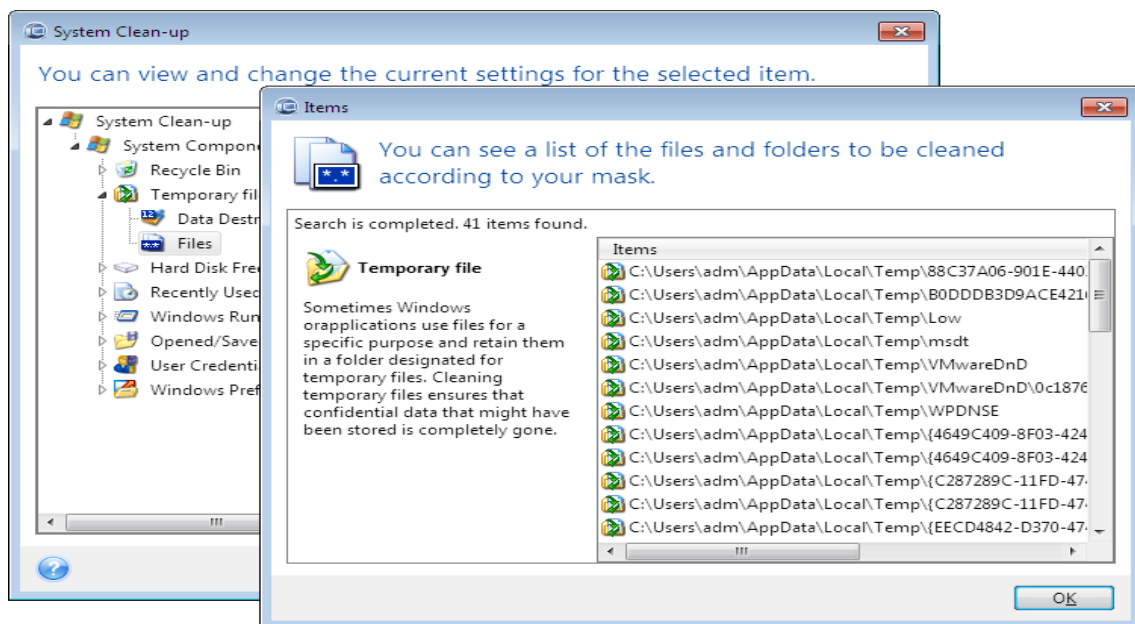 System Clean-up
You can view and change the current settings for the selected item.
System Clean-up
System Compone
Recycle Bin
Temporary fil
Data Destr
Files
Hard Disk Fre
Recently Used
Windows Run
Opened/Save
User Credenti
Windows Pref
Items
You can see a list of the files and folders to be cleaned
according to your mask.
Search is completed. 41 items found.
Temporary file
Sometimes Windows
orapplications use files for a
specific purpose and retain them
in a folder designated for
temporary files. Cleaning
temporary files ensures that
confidential data that might have
been stored is completely gone.
Items
C:\Users\adm\AppData\Local\Temp\88C37A06-901E-440
C:\Users\adm\AppData\Local\Temp\B0DDDB3D9ACE421
C:\Users\adm\AppData\Local\Temp\Low
C:\Users\adm\AppData\Local\Temp\msdt
C:\Users\adm\AppData\Local\Temp\VMwareDnD
C:\Users\adm\AppData\Local\Temp\VMwareDnD\0c1876
C:\Users\adm\AppData\Local\Temp\WPDNSE
C:\Users\adm\AppData\Local\Temp\{4649C409-8F03-424
C:\Users\adm\AppData\Local\Temp\{4649C409-8F03-424
C:\Users\adm\AppData\Local\Temp\{C287289C-11FD-47
C:\Users\adm\AppData\Local\Temp\{C287289C-11FD-47
C:\Users\adm\AppData\Local\Temp\{EECD4842-D370-47
OK